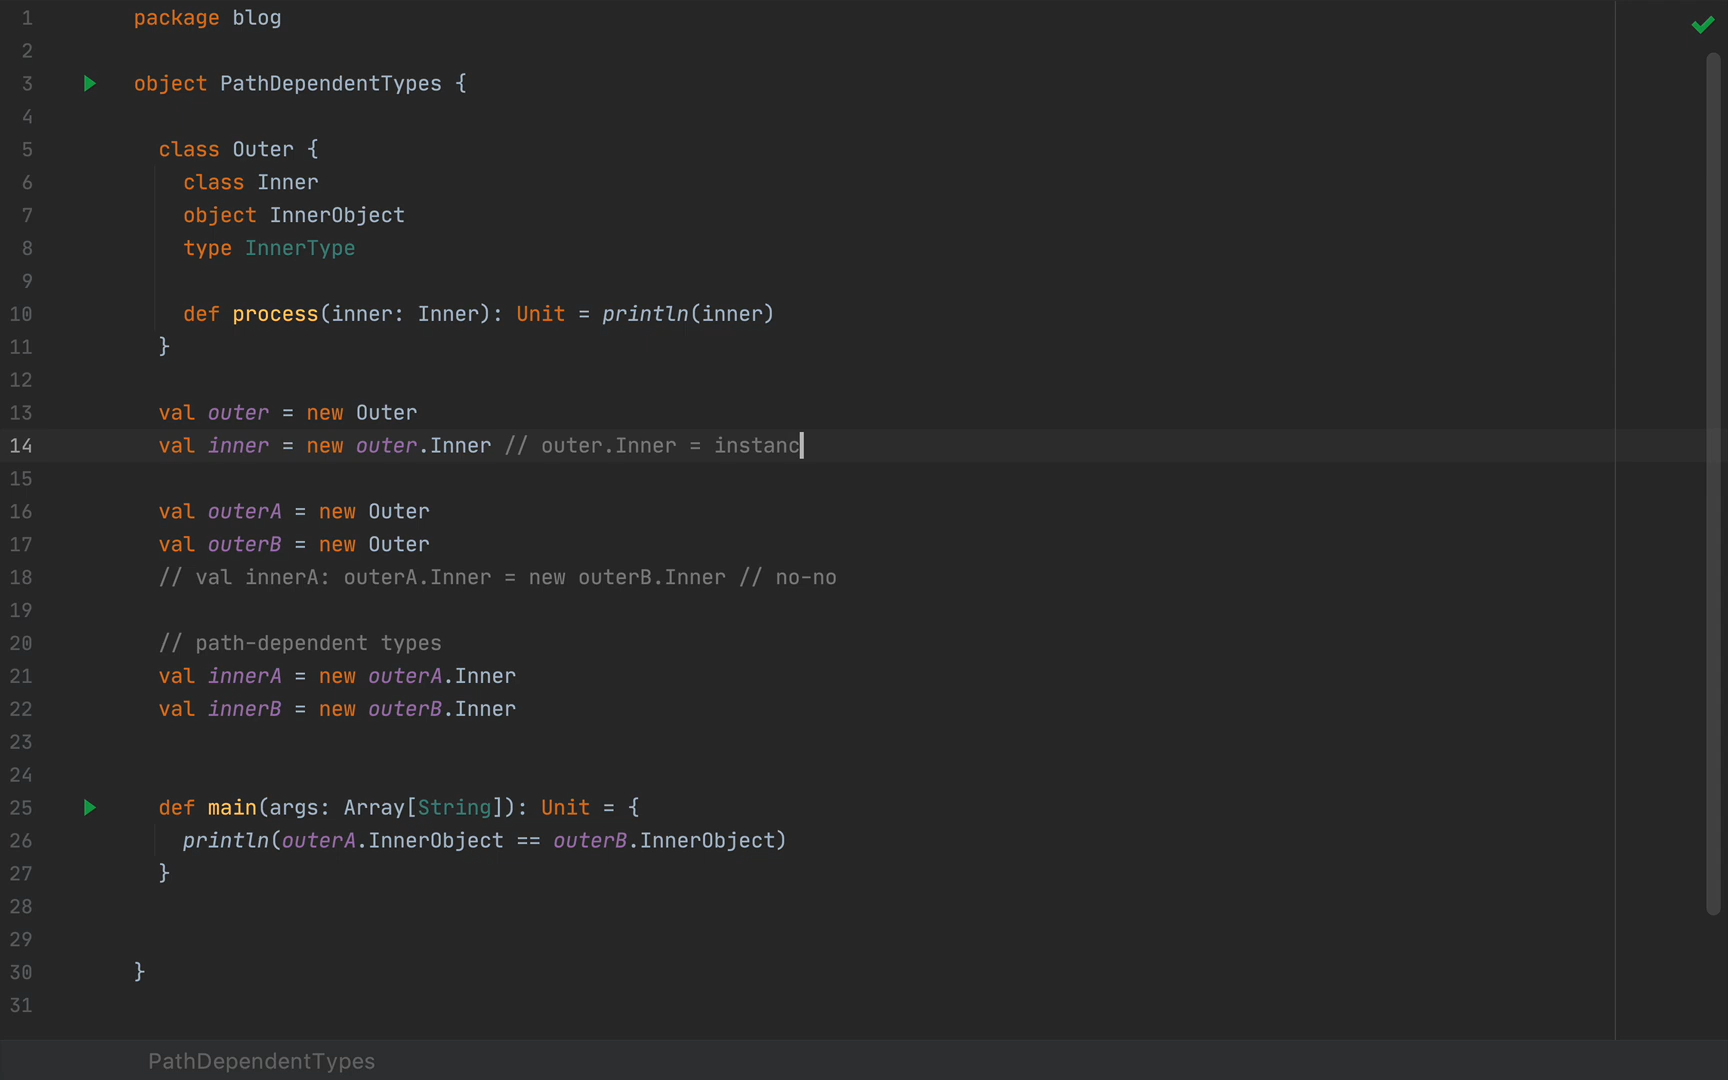 1 package blog
2
3 object PathDependentTypes {
4
5 class Outer {
6 class Inner
7 object InnerObject
8 type InnerType
9
10 def process(inner: Inner): Unit = println(inner)
11 }
12
13 val outer = new Outer
14 val inner = new outer.Inner // outer.Inner = instanc
15
16 val outerA = new Outer
17 val outerB = new Outer
18 // val innerA: outerA.Inner = new outerB.Inner // no-no
19
20 // path-dependent types
21 val innerA = new outerA.Inner
22 val innerB = new outerB.Inner
23
24
25 def main(args: Array[String]): Unit = {
26 println(outerA.InnerObject == outerB.InnerObject)
27 }
28
29
30 }
31
PathDependentTypes